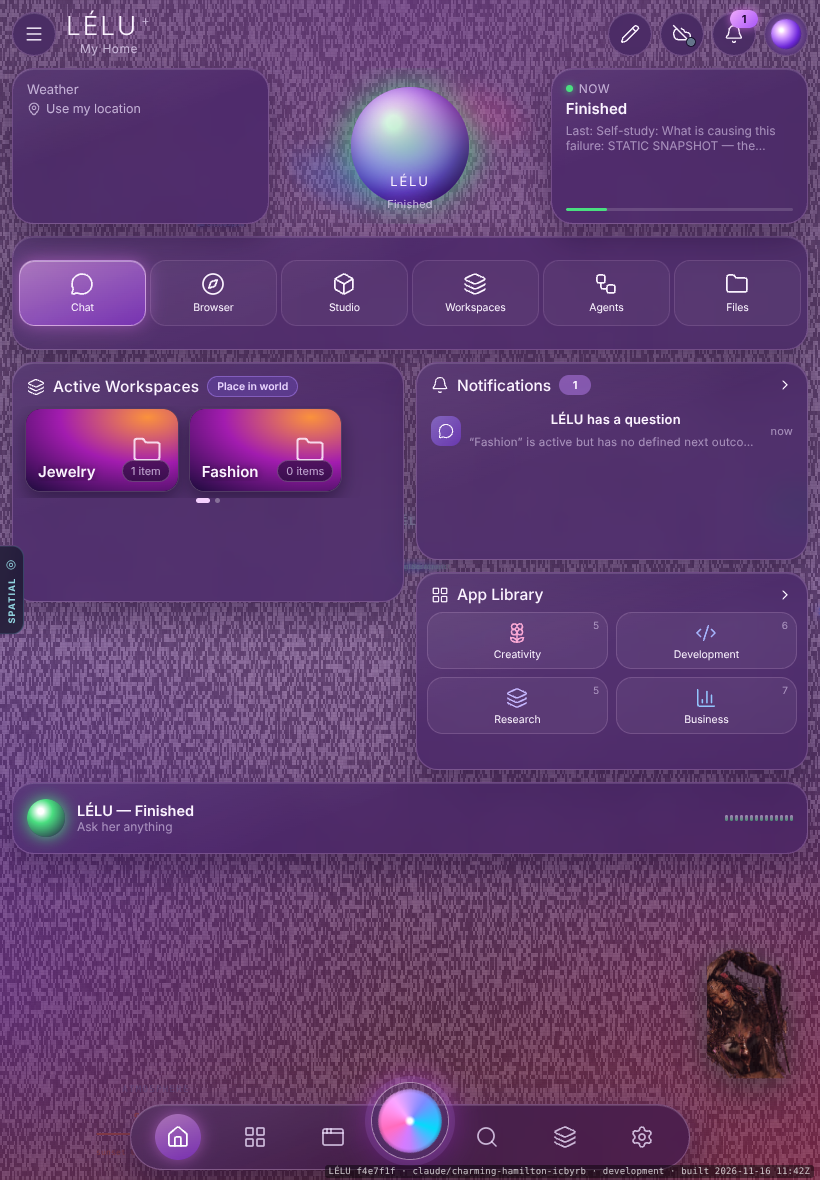 LÉLU +
My Home
1
Weather
Use my location
LÉLU
Finished
NOW
Finished
Last: Self-study: What is causing this
failure: STATIC SNAPSHOT — the…
Chat
Browser
Studio
Workspaces
Agents
Files
Active Workspaces
Place in world
Jewelry
1 item
Fashion
0 items
Notifications
1
LÉLU has a question
“Fashion” is active but has no defined next outco…
now
SPATIAL
App Library
Creativity
5
Development
6
Research
5
Business
7
LÉLU — Finished
Ask her anything
LÉLU f4e7f1f · claude/charming-hamilton-icbyrb · development · built 2026-11-16 11:42Z